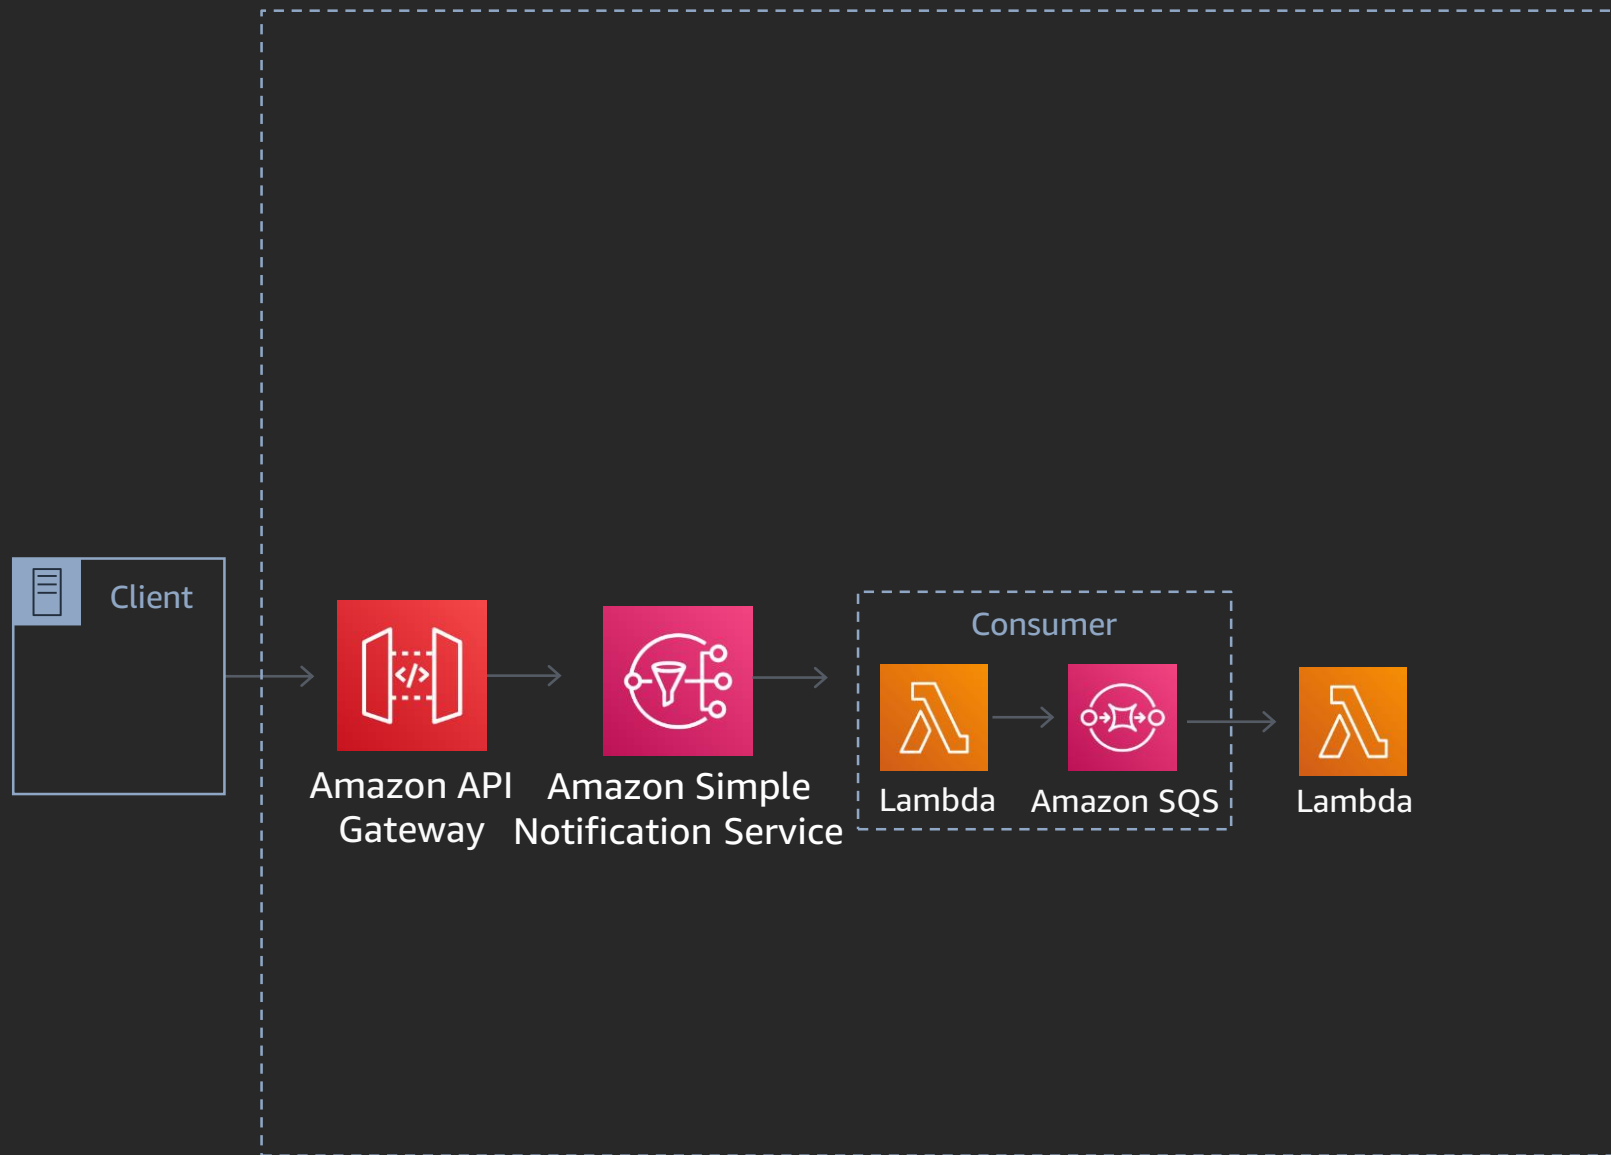 Client
</>
Amazon API
Gateway
Amazon Simple
Notification Service
Consumer
Lambda
Amazon SQS
Lambda